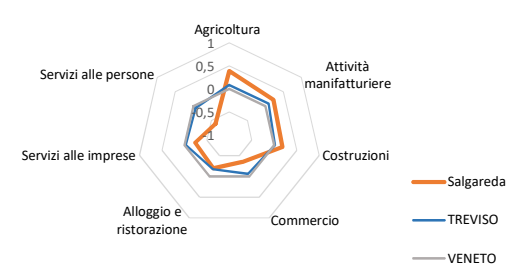 Agricoltura
1
0,5
0
-0,5
-1
Attività
manifatturiere
Costruzioni
Commercio
Alloggio e
ristorazione
Servizi alle imprese
Servizi alle persone
Salgareda
TREVISO
VENETO